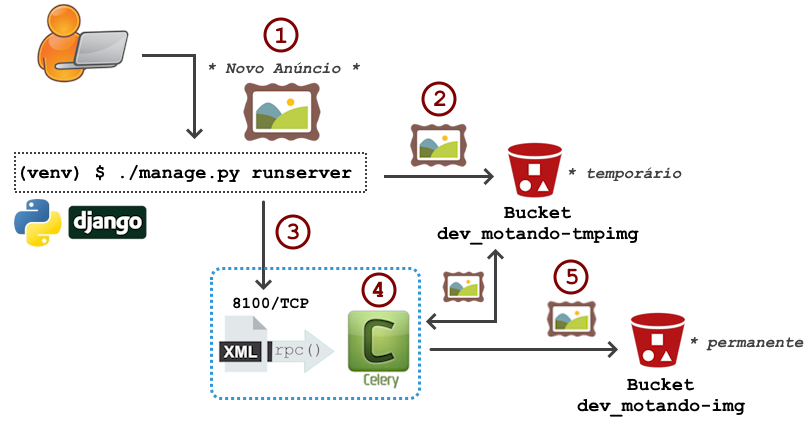 1
* Novo Anúncio *
2
(venv) $ ./manage.py runserver
* temporário
django
Bucket
dev_motando-tmpimg
3
4
5
8100/TCP
XML
rpc()
C
Celery
* permanente
Bucket
dev_motando-img